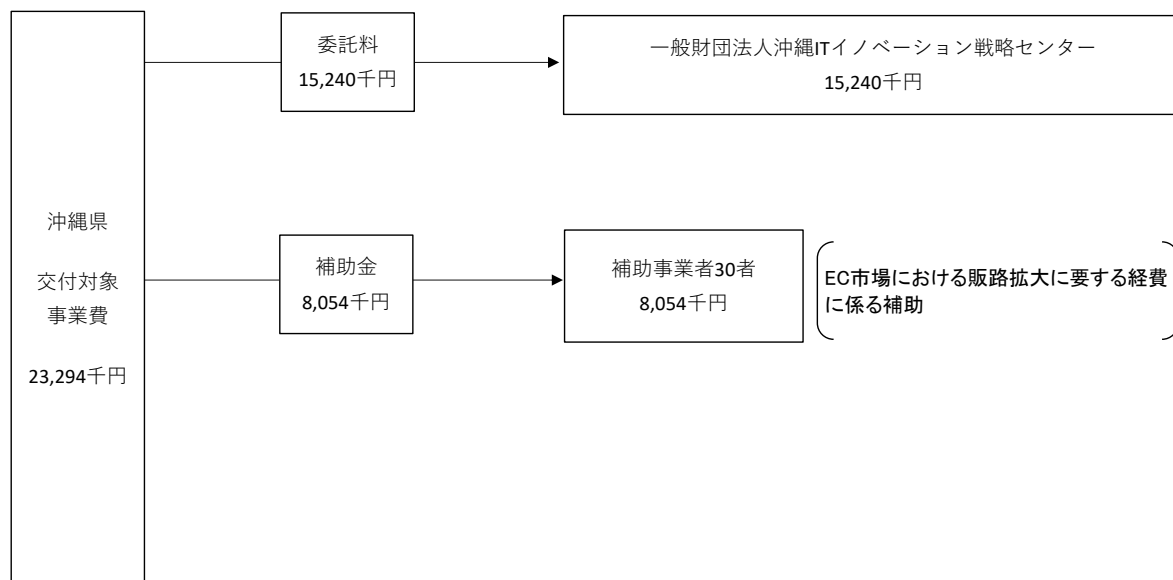 沖縄県
交付対象
事業費
23,294千円
委託料
15,240千円
一般財団法人沖縄ITイノベーション戦略センター
15,240千円
補助金
8,054千円
補助事業者30者
8,054千円
EC市場における販路拡大に要する経費
に係る補助